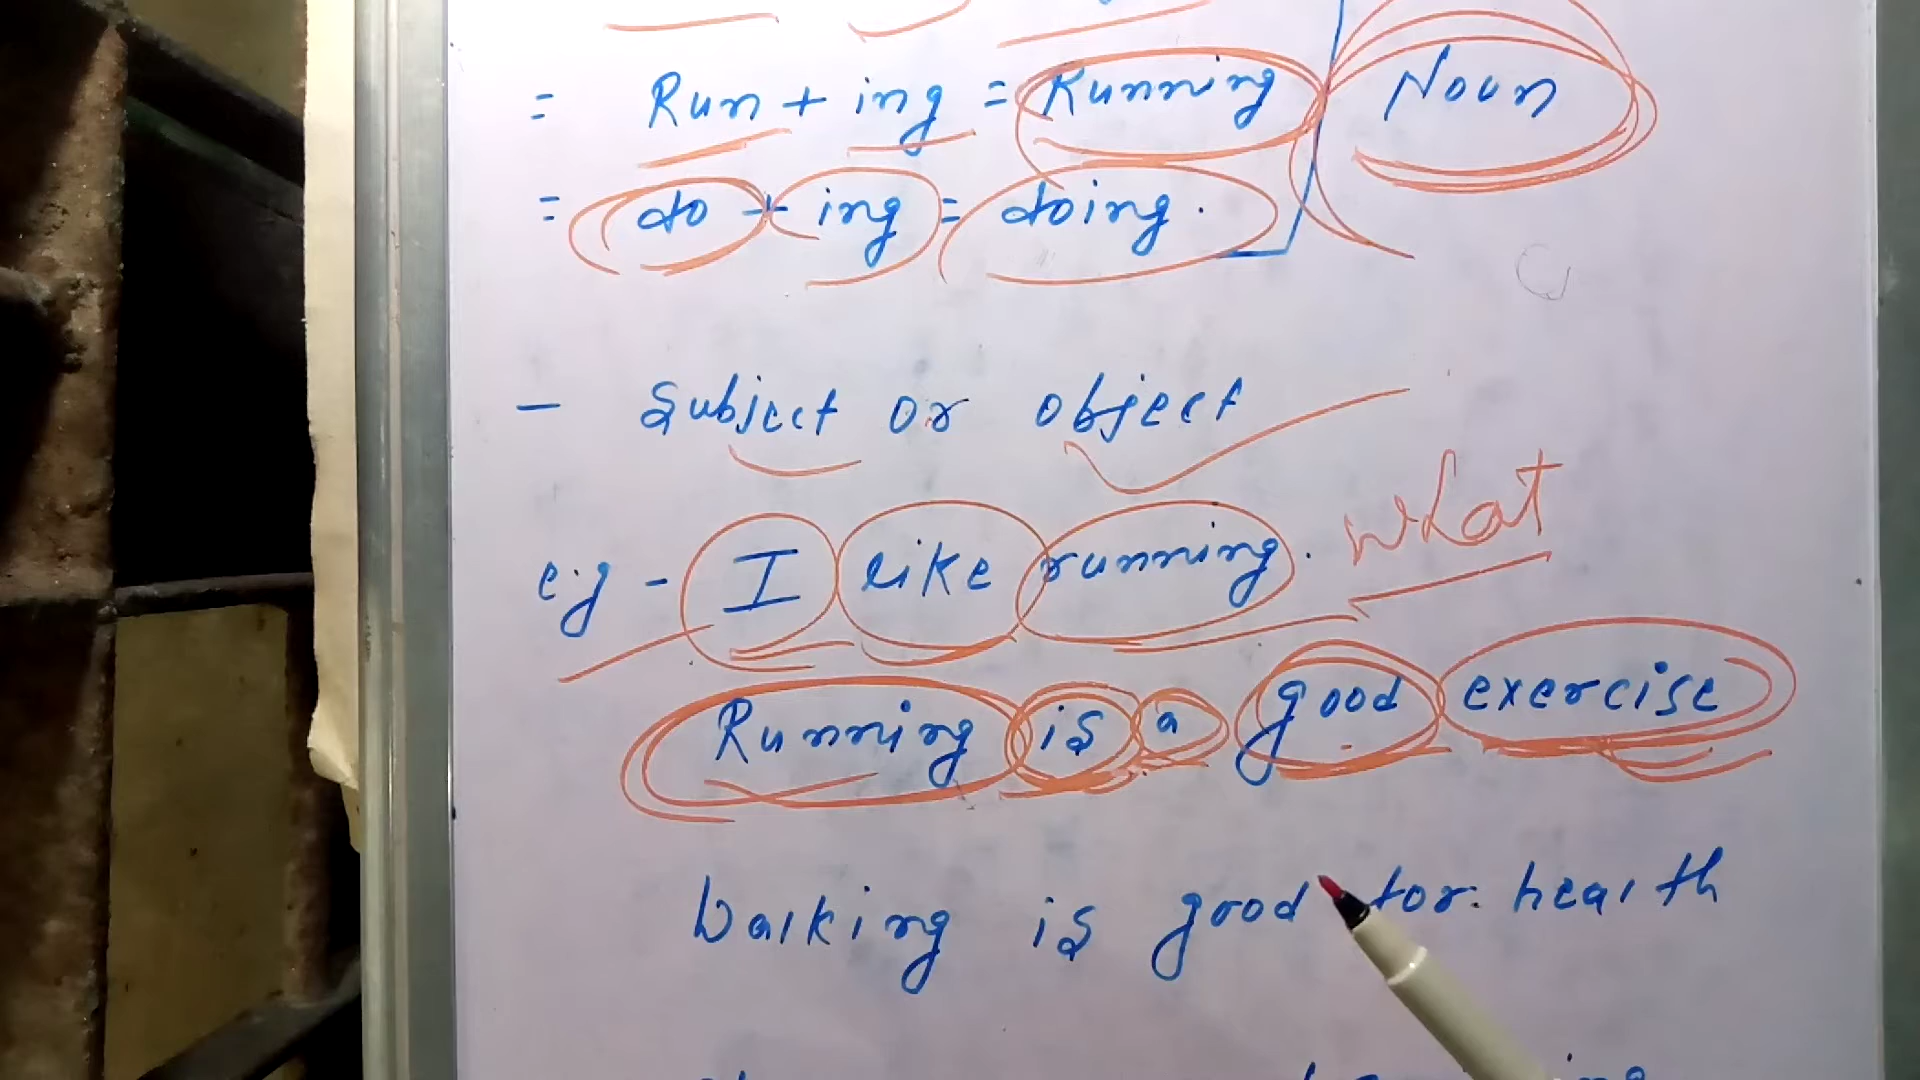 = Run + ing = Running Noun
= do + ing = doing.
- Subject or object
eg - I like running. what
Running is a good exercise
Walking is good for health